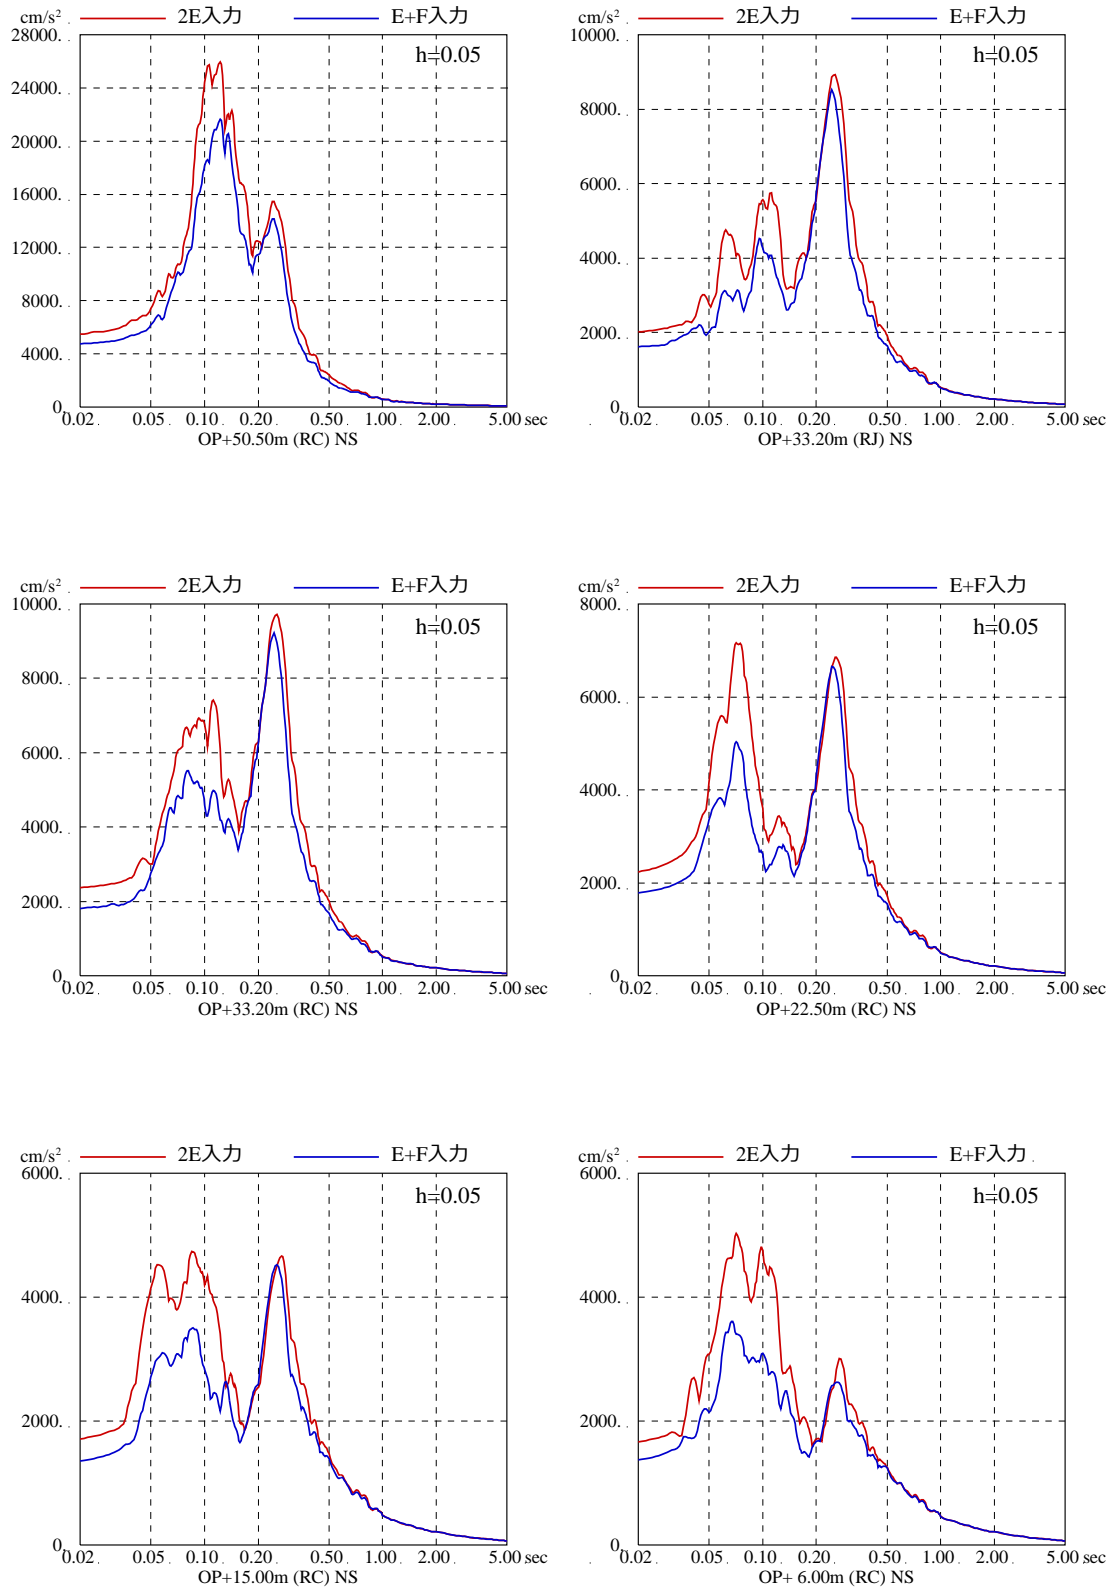 cm/s² 2E入力 E+F入力
h=0.05
28000.
24000.
20000.
16000.
12000.
8000.
4000.
0.
0.02 0.05 0.10 0.20 0.50 1.00 2.00 5.00 sec
OP+50.50m (RC) NS
cm/s² 2E入力 E+F入力
h=0.05
10000.
8000.
6000.
4000.
2000.
0.
0.02 0.05 0.10 0.20 0.50 1.00 2.00 5.00 sec
OP+33.20m (RJ) NS
cm/s² 2E入力 E+F入力
h=0.05
10000.
8000.
6000.
4000.
2000.
0.
0.02 0.05 0.10 0.20 0.50 1.00 2.00 5.00 sec
OP+33.20m (RC) NS
cm/s² 2E入力 E+F入力
h=0.05
8000.
6000.
4000.
2000.
0.
0.02 0.05 0.10 0.20 0.50 1.00 2.00 5.00 sec
OP+22.50m (RC) NS
cm/s² 2E入力 E+F入力
h=0.05
6000.
4000.
2000.
0.
0.02 0.05 0.10 0.20 0.50 1.00 2.00 5.00 sec
OP+15.00m (RC) NS
cm/s² 2E入力 E+F入力
h=0.05
6000.
4000.
2000.
0.
0.02 0.05 0.10 0.20 0.50 1.00 2.00 5.00 sec
OP+ 6.00m (RC) NS